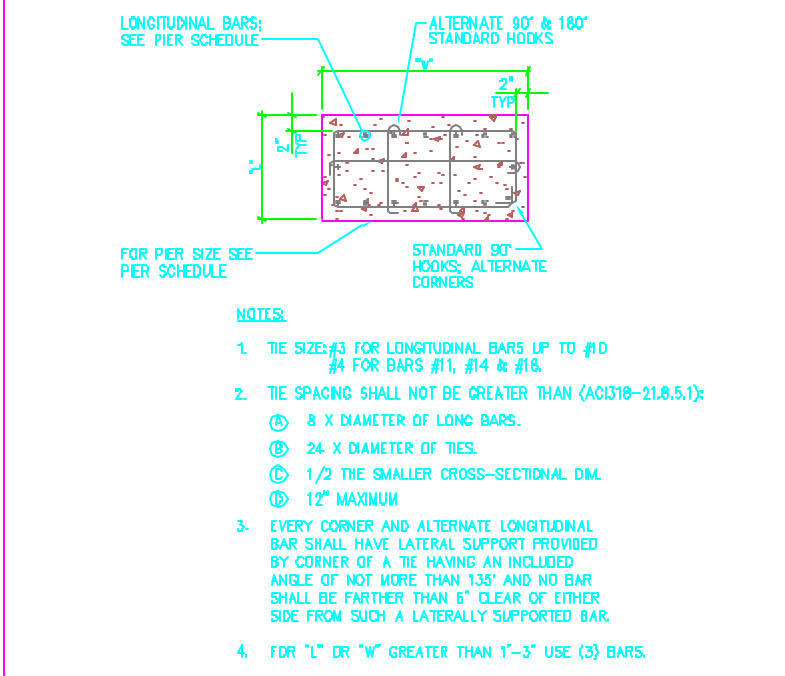 LONGITUDINAL BARS;
SEE PIER SCHEDULE
ALTERNATE 90° & 180°
STANDARD HOOKS
"W"
2"
TYP
2"
TYP
"L"
FOR PIER SIZE SEE
PIER SCHEDULE
STANDARD 90°
HOOKS; ALTERNATE
CORNERS
NOTES:
1. TIE SIZE: #3 FOR LONGITUDINAL BARS UP TO #10
#4 FOR BARS #11, #14 & #18.
2. TIE SPACING SHALL NOT BE GREATER THAN (ACI318-21.6.5.1):
A 8 X DIAMETER OF LONG BARS.
B 24 X DIAMETER OF TIES.
C 1/2 THE SMALLER CROSS-SECTIONAL DIM.
D 12" MAXIMUM
3. EVERY CORNER AND ALTERNATE LONGITUDINAL
BAR SHALL HAVE LATERAL SUPPORT PROVIDED
BY CORNER OF A TIE HAVING AN INCLUDED
ANGLE OF NOT MORE THAN 135° AND NO BAR
SHALL BE FARTHER THAN 6" CLEAR OF EITHER
SIDE FROM SUCH A LATERALLY SUPPORTED BAR.
4. FOR "L" OR "W" GREATER THAN 1'-3" USE (3) BARS.